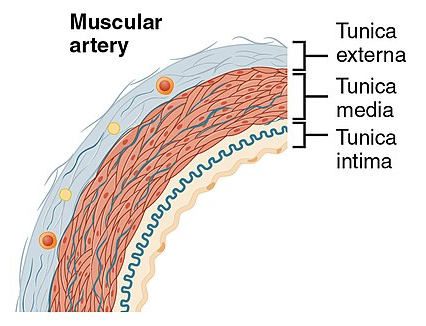 Muscular
artery
Tunica
externa
Tunica
media
Tunica
intima